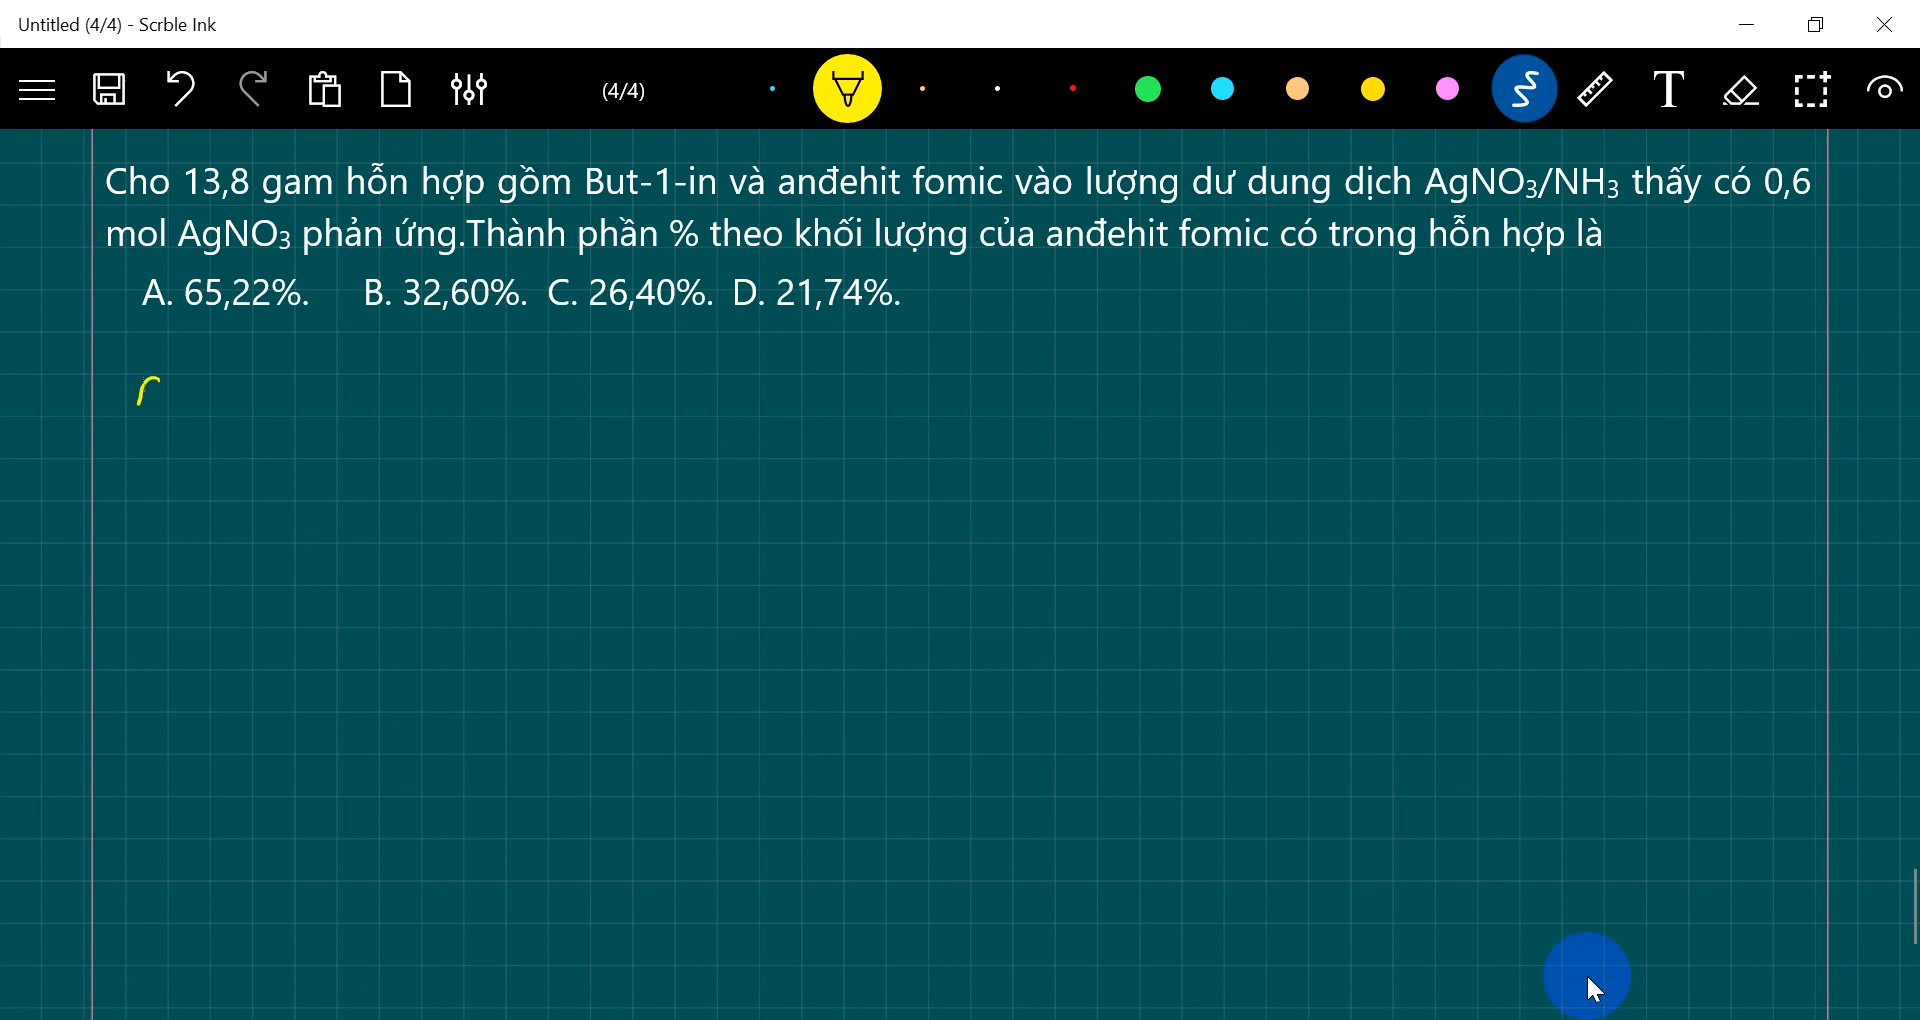 Untitled (4/4) - Scrble Ink
(4/4)
T
Cho 13,8 gam hỗn hợp gồm But-1-in và anđehit fomic vào lượng dư dung dịch AgNO₃/NH₃ thấy có 0,6
mol AgNO₃ phản ứng.Thành phần % theo khối lượng của anđehit fomic có trong hỗn hợp là
A. 65,22%. B. 32,60%. C. 26,40%. D. 21,74%.